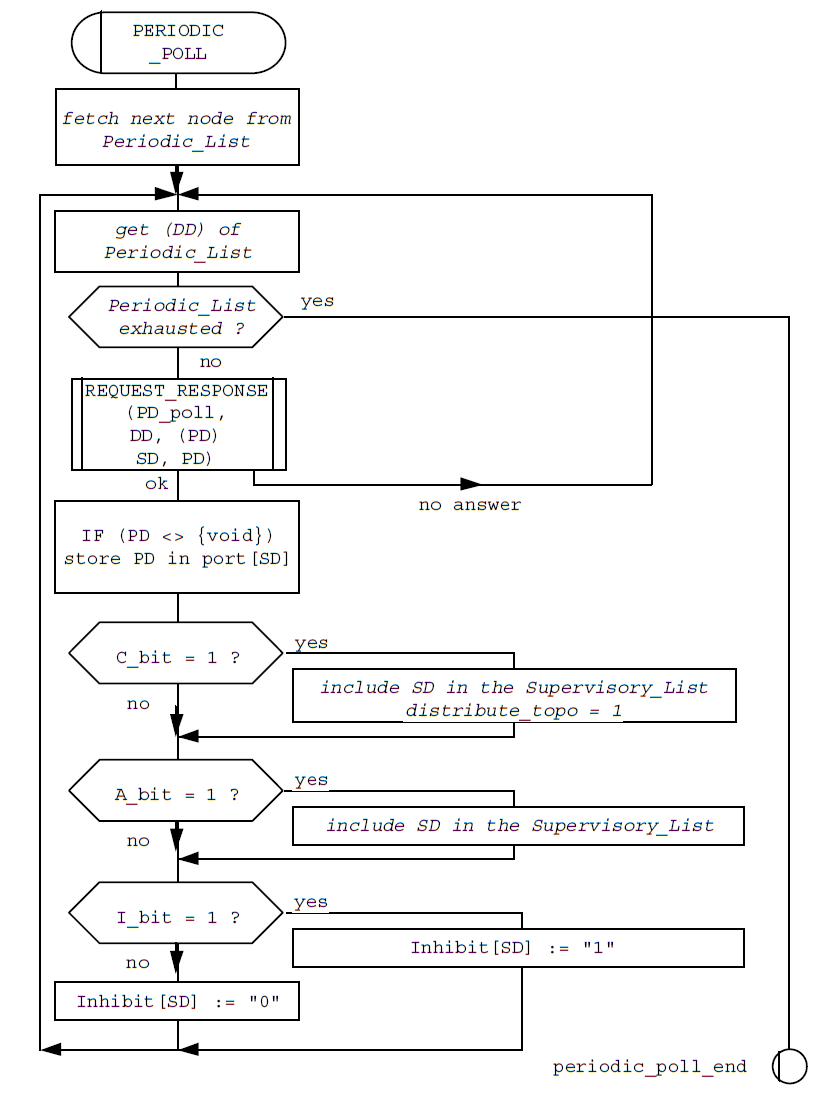 PERIODIC
_POLL
fetch next node from
Periodic_List
get (DD) of
Periodic_List
Periodic_List
exhausted ?
yes
no
REQUEST_RESPONSE
(PD_poll,
DD, (PD)
SD, PD)
ok
no answer
IF (PD <> {void})
store PD in port[SD]
C_bit = 1 ?
yes
include SD in the Supervisory_List
distribute_topo = 1
no
A_bit = 1 ?
yes
include SD in the Supervisory_List
no
I_bit = 1 ?
yes
Inhibit[SD] := "1"
no
Inhibit[SD] := "0"
periodic_poll_end